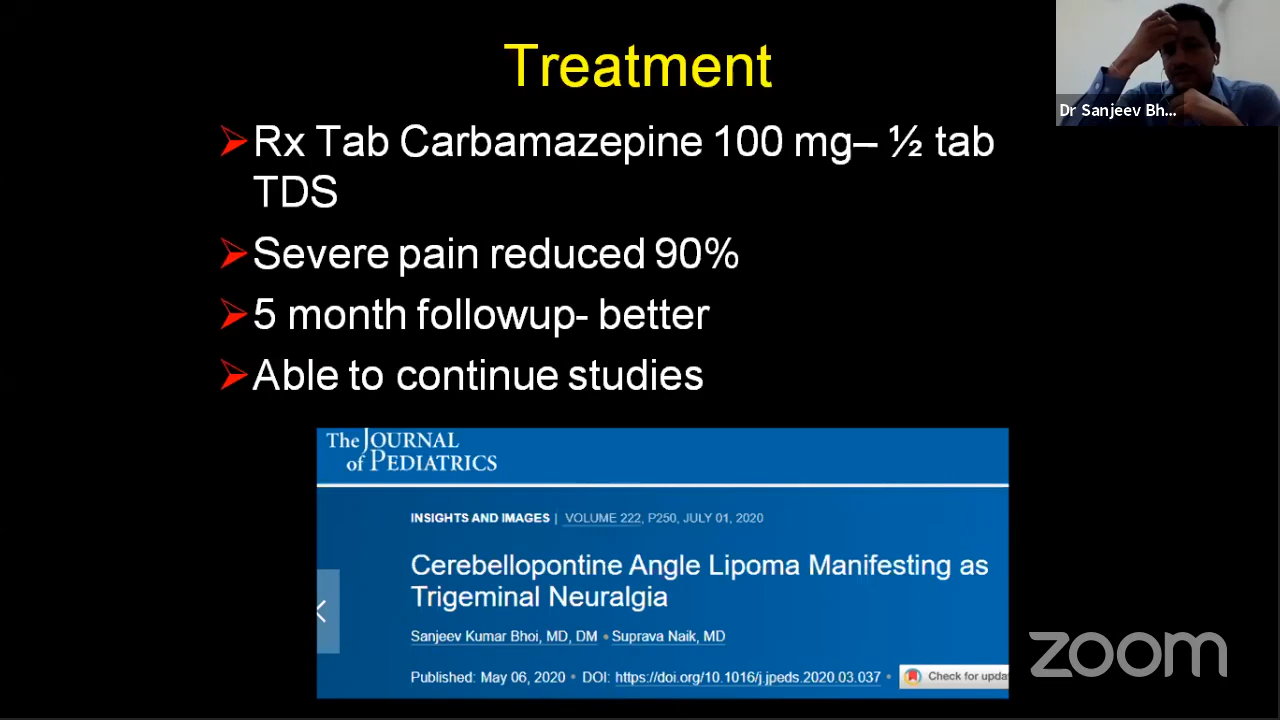 Treatment
Dr Sanjeev Bh...
➢Rx Tab Carbamazepine 100 mg– ½ tab
TDS
➢Severe pain reduced 90%
➢5 month followup- better
➢Able to continue studies
The JOURNAL
of PEDIATRICS
INSIGHTS AND IMAGES | VOLUME 222, P250, JULY 01, 2020
Cerebellopontine Angle Lipoma Manifesting as
Trigeminal Neuralgia
Sanjeev Kumar Bhoi, MD, DM • Suprava Naik, MD
Published: May 06, 2020 • DOI: https://doi.org/10.1016/j.jpeds.2020.03.037 •
Check for upda
zoom